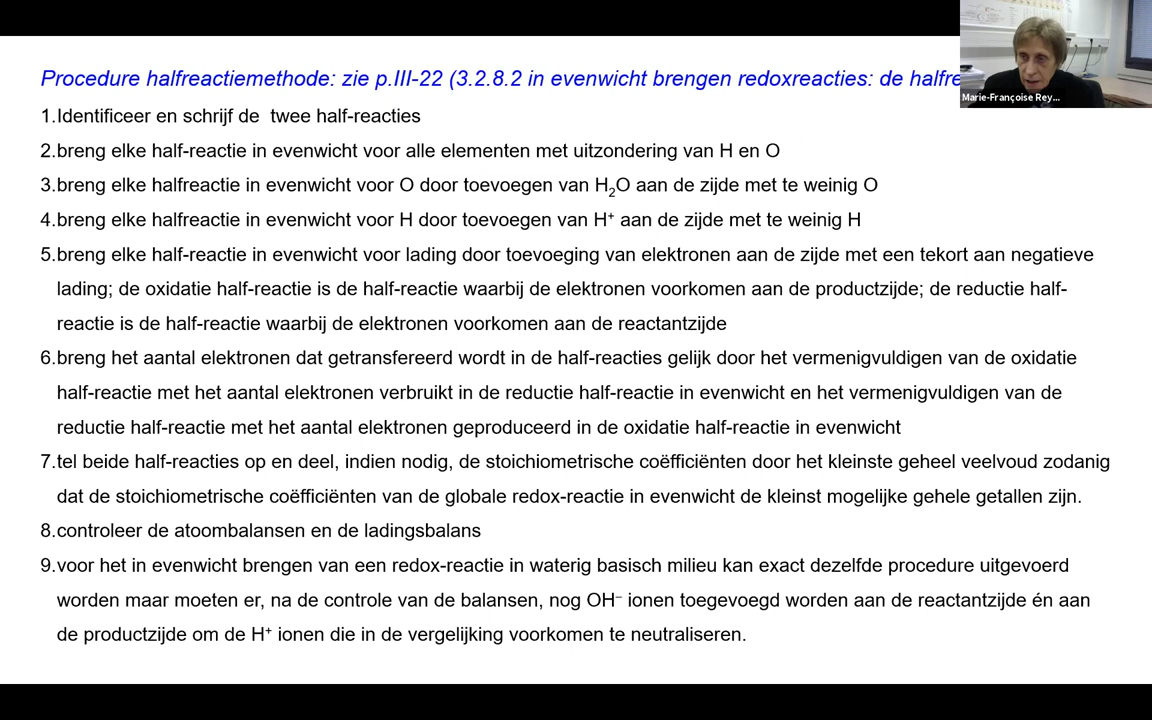 Procedure halfreactiemethode: zie p.III-22 (3.2.8.2 in evenwicht brengen redoxreacties: de halfre
Marie-Françoise Rey...
1.Identificeer en schrijf de twee half-reacties
2.breng elke half-reactie in evenwicht voor alle elementen met uitzondering van H en O
3.breng elke halfreactie in evenwicht voor O door toevoegen van H₂O aan de zijde met te weinig O
4.breng elke halfreactie in evenwicht voor H door toevoegen van H⁺ aan de zijde met te weinig H
5.breng elke half-reactie in evenwicht voor lading door toevoeging van elektronen aan de zijde met een tekort aan negatieve
lading; de oxidatie half-reactie is de half-reactie waarbij de elektronen voorkomen aan de productzijde; de reductie half-
reactie is de half-reactie waarbij de elektronen voorkomen aan de reactantzijde
6.breng het aantal elektronen dat getransfereerd wordt in de half-reacties gelijk door het vermenigvuldigen van de oxidatie
half-reactie met het aantal elektronen verbruikt in de reductie half-reactie in evenwicht en het vermenigvuldigen van de
reductie half-reactie met het aantal elektronen geproduceerd in de oxidatie half-reactie in evenwicht
7.tel beide half-reacties op en deel, indien nodig, de stoichiometrische coëfficiënten door het kleinste geheel veelvoud zodanig
dat de stoichiometrische coëfficiënten van de globale redox-reactie in evenwicht de kleinst mogelijke gehele getallen zijn.
8.controleer de atoombalansen en de ladingsbalans
9.voor het in evenwicht brengen van een redox-reactie in waterig basisch milieu kan exact dezelfde procedure uitgevoerd
worden maar moeten er, na de controle van de balansen, nog OH⁻ ionen toegevoegd worden aan de reactantzijde én aan
de productzijde om de H⁺ ionen die in de vergelijking voorkomen te neutraliseren.